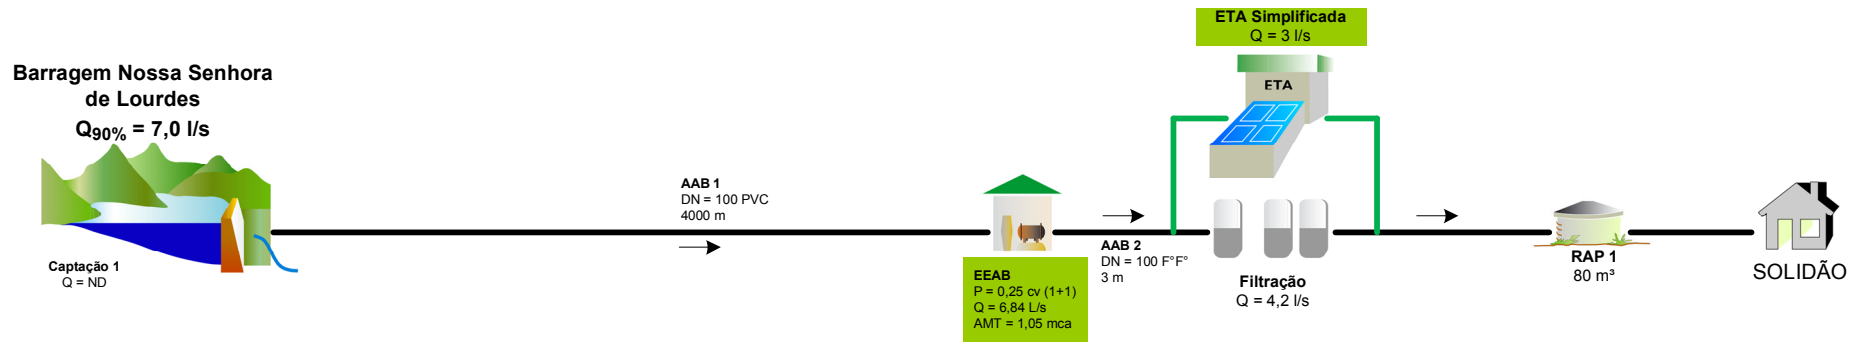 Barragem Nossa Senhora
de Lourdes
Q90% = 7,0 l/s
Captação 1
Q = ND
AAB 1
DN = 100 PVC
4000 m
EEAB
P = 0,25 cv (1+1)
Q = 6,84 L/s
AMT = 1,05 mca
AAB 2
DN = 100 F°F°
3 m
ETA Simplificada
Q = 3 l/s
ETA
Filtração
Q = 4,2 l/s
RAP 1
80 m³
SOLIDÃO